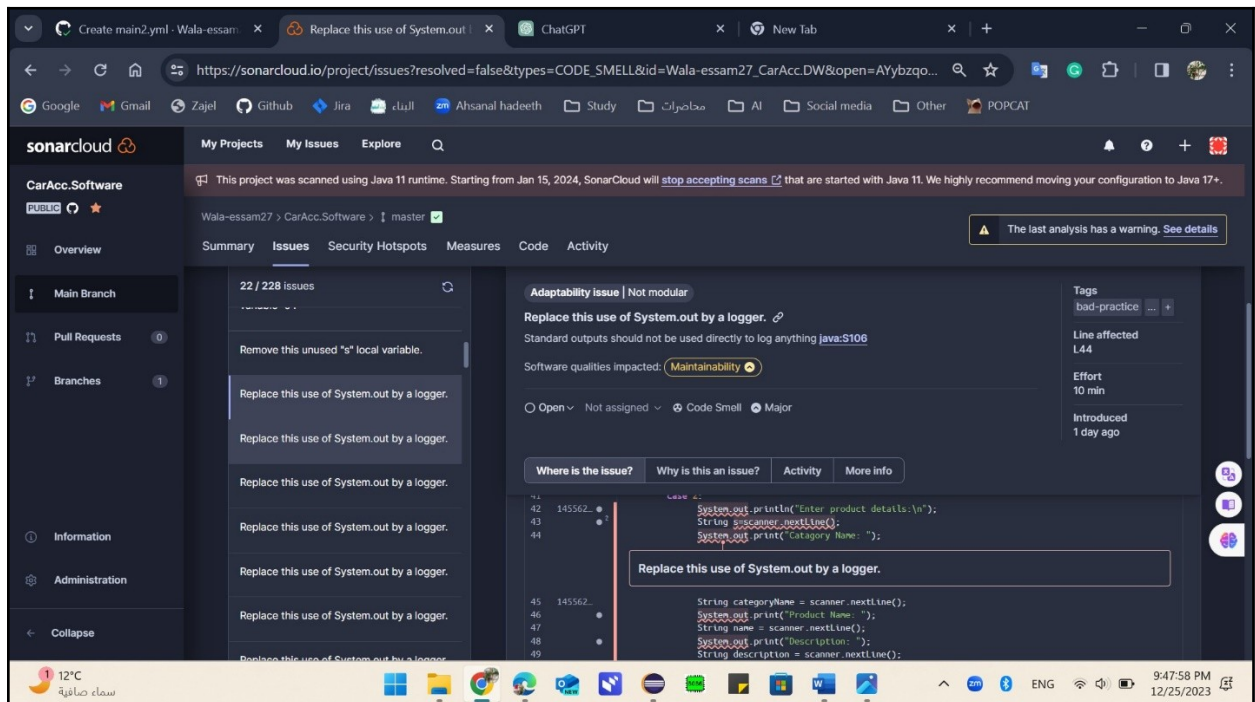 Create main2.yml · Wala-essam
Replace this use of System.out
ChatGPT
New Tab
https://sonarcloud.io/project/issues?resolved=false&types=CODE_SMELL&id=Wala-essam27_CarAcc.DW&open=AYybzqo...
Google Gmail Zajel Github Jira البناء Ahsanal hadeeth Study محاضرات AI Social media Other POPCAT
sonarcloud
My Projects My Issues Explore
CarAcc.Software
PUBLIC
This project was scanned using Java 11 runtime. Starting from Jan 15, 2024, SonarCloud will stop accepting scans that are started with Java 11. We highly recommend moving your configuration to Java 17+.
Wala-essam27 > CarAcc.Software > master
The last analysis has a warning. See details
Summary Issues Security Hotspots Measures Code Activity
Overview
Main Branch
Pull Requests 0
Branches 1
Information
Administration
Collapse
22 / 228 issues
Remove this unused "s" local variable.
Replace this use of System.out by a logger.
Replace this use of System.out by a logger.
Replace this use of System.out by a logger.
Replace this use of System.out by a logger.
Replace this use of System.out by a logger.
Replace this use of System.out by a logger.
Replace this use of System.out by a logger.
Adaptability issue | Not modular
Replace this use of System.out by a logger.
Standard outputs should not be used directly to log anything java:S106
Software qualities impacted: Maintainability
Open Not assigned Code Smell Major
Tags
bad-practice ... +
Line affected
L44
Effort
10 min
Introduced
1 day ago
Where is the issue? Why is this an issue? Activity More info
41 case 2:
42 145562… System.out.println("Enter product details:\n");
43 2 String s=scanner.nextLine();
44 System.out.print("Catagory Name: ");
Replace this use of System.out by a logger.
45 145562… String categoryName = scanner.nextLine();
46 System.out.print("Product Name: ");
47 String name = scanner.nextLine();
48 System.out.print("Description: ");
49 String description = scanner.nextLine();
1
12°C
سماء صافية
ENG
9:47:58 PM
12/25/2023